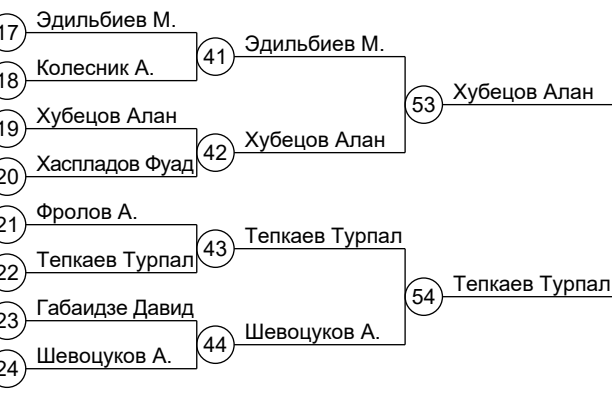 17
Эдильбиев М.
18
Колесник А.
41
Эдильбиев М.
19
Хубецов Алан
20
Хаспладов Фуад
42
Хубецов Алан
53
Хубецов Алан
21
Фролов А.
22
Тепкаев Турпал
43
Тепкаев Турпал
23
Габаидзе Давид
24
Шевоцуков А.
44
Шевоцуков А.
54
Тепкаев Турпал